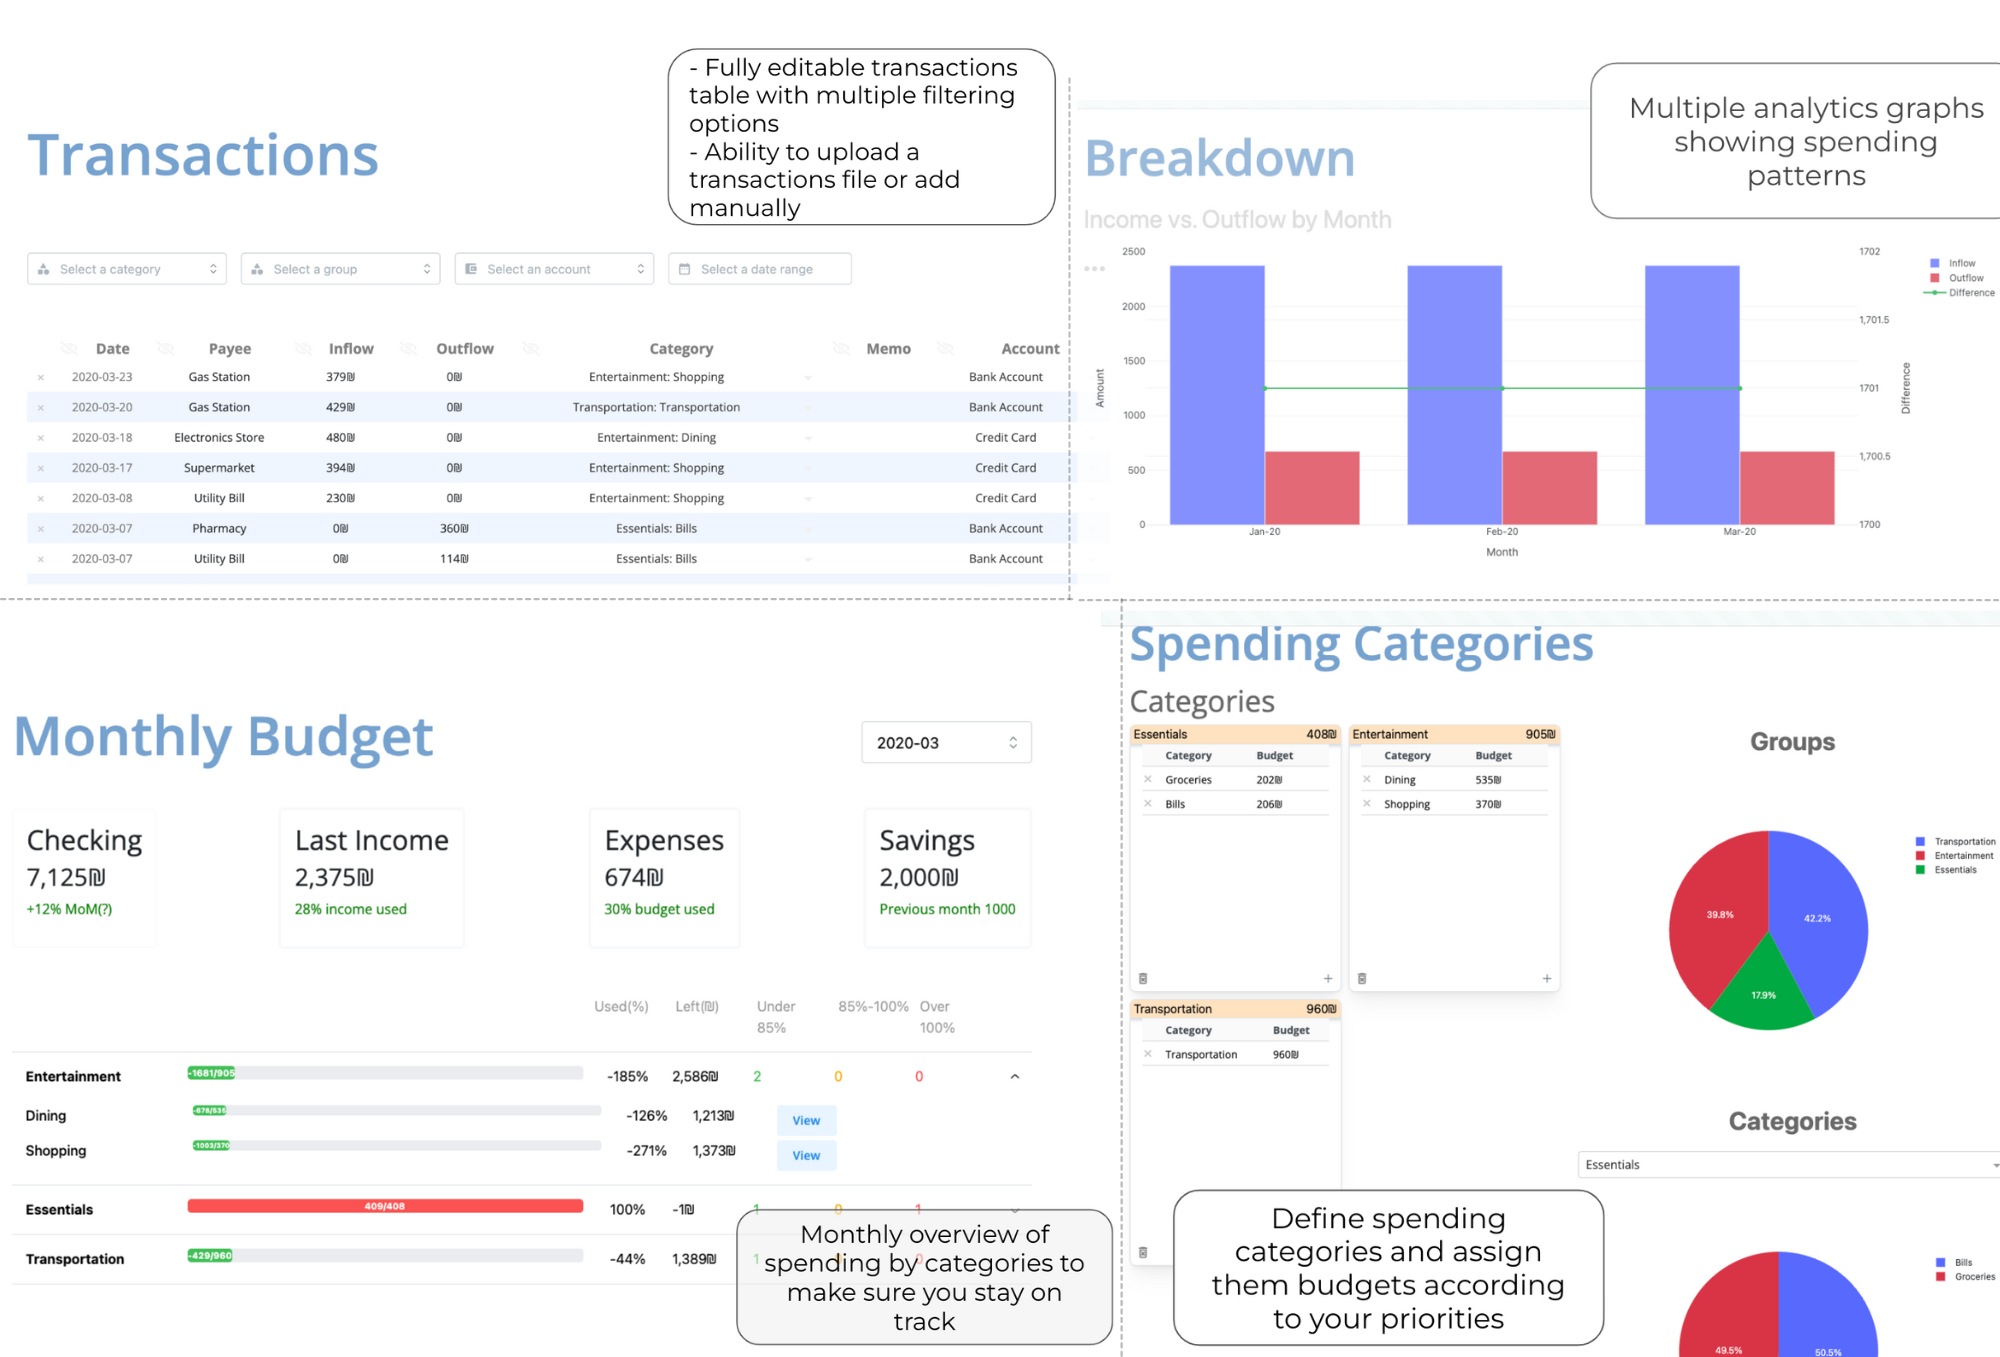 - Fully editable transactions
table with multiple filtering
options
- Ability to upload a
transactions file or add
manually
Transactions
Select a category
Select a group
Select an account
Select a date range
Date Payee Inflow Outflow Category Memo Account
× 2020-03-23 Gas Station 379₪ 0₪ Entertainment: Shopping Bank Account
× 2020-03-20 Gas Station 429₪ 0₪ Transportation: Transportation Bank Account
× 2020-03-18 Electronics Store 480₪ 0₪ Entertainment: Dining Credit Card
× 2020-03-17 Supermarket 394₪ 0₪ Entertainment: Shopping Credit Card
× 2020-03-08 Utility Bill 230₪ 0₪ Entertainment: Shopping Credit Card
× 2020-03-07 Pharmacy 0₪ 360₪ Essentials: Bills Bank Account
× 2020-03-07 Utility Bill 0₪ 114₪ Essentials: Bills Bank Account
Multiple analytics graphs
showing spending
patterns
Breakdown
Income vs. Outflow by Month
2500
2000
1500
1000
500
0
Amount
Jan-20 Feb-20 Mar-20
Month
1702
1,701.5
1701
1,700.5
1700
Difference
Inflow
Outflow
Difference
Monthly Budget
2020-03
Checking
7,125₪
+12% MoM(?)
Last Income
2,375₪
28% income used
Expenses
674₪
30% budget used
Savings
2,000₪
Previous month 1000
Used(%) Left(₪) Under 85% 85%-100% Over 100%
Entertainment -1681/905 -185% 2,586₪ 2 0 0
Dining -678/535 -126% 1,213₪ View
Shopping -1003/370 -271% 1,373₪ View
Essentials 409/408 100% -1₪ 1 0 1
Transportation -429/960 -44% 1,389₪ 1 0
Monthly overview of
spending by categories to
make sure you stay on
track
Spending Categories
Categories
Essentials 408₪
Category Budget
× Groceries 202₪
× Bills 206₪
Entertainment 905₪
Category Budget
× Dining 535₪
× Shopping 370₪
Transportation 960₪
Category Budget
× Transportation 960₪
Groups
39.8%
42.2%
17.9%
Transportation
Entertainment
Essentials
Categories
Essentials
49.5%
50.5%
Bills
Groceries
Define spending
categories and assign
them budgets according
to your priorities